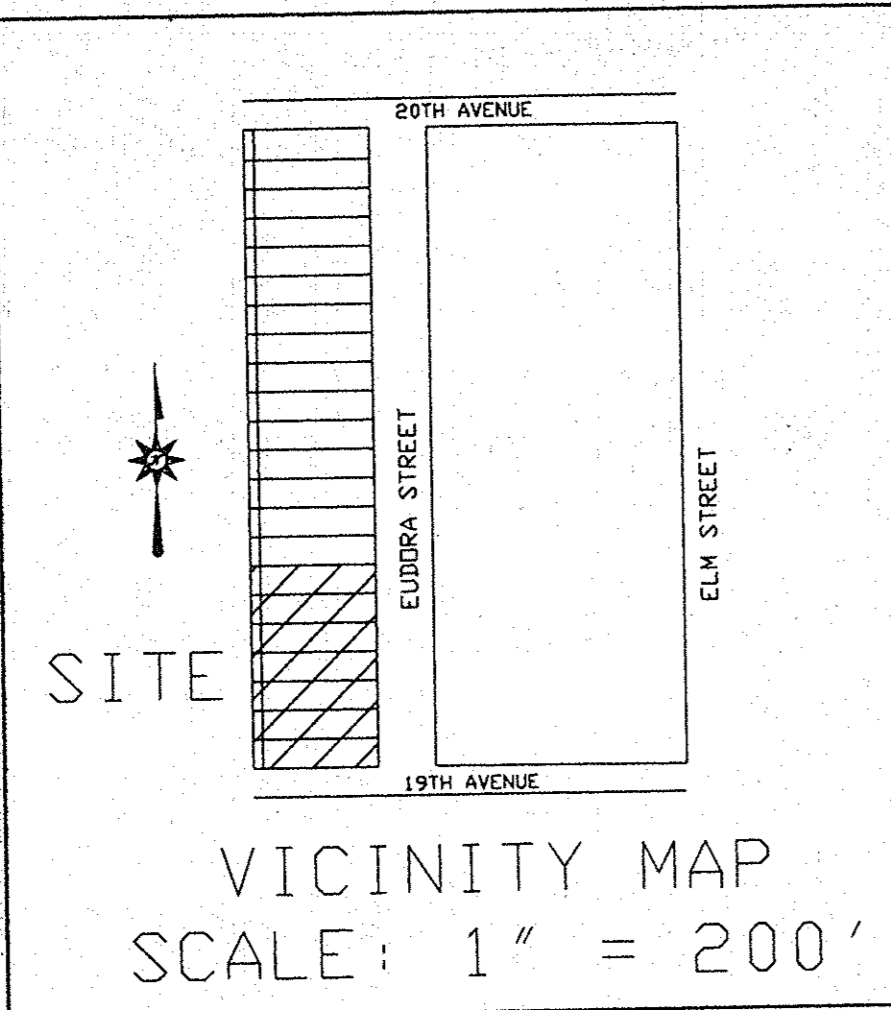 20TH AVENUE
EUDORA STREET
ELM STREET
SITE
19TH AVENUE
VICINITY MAP
SCALE: 1" = 200'